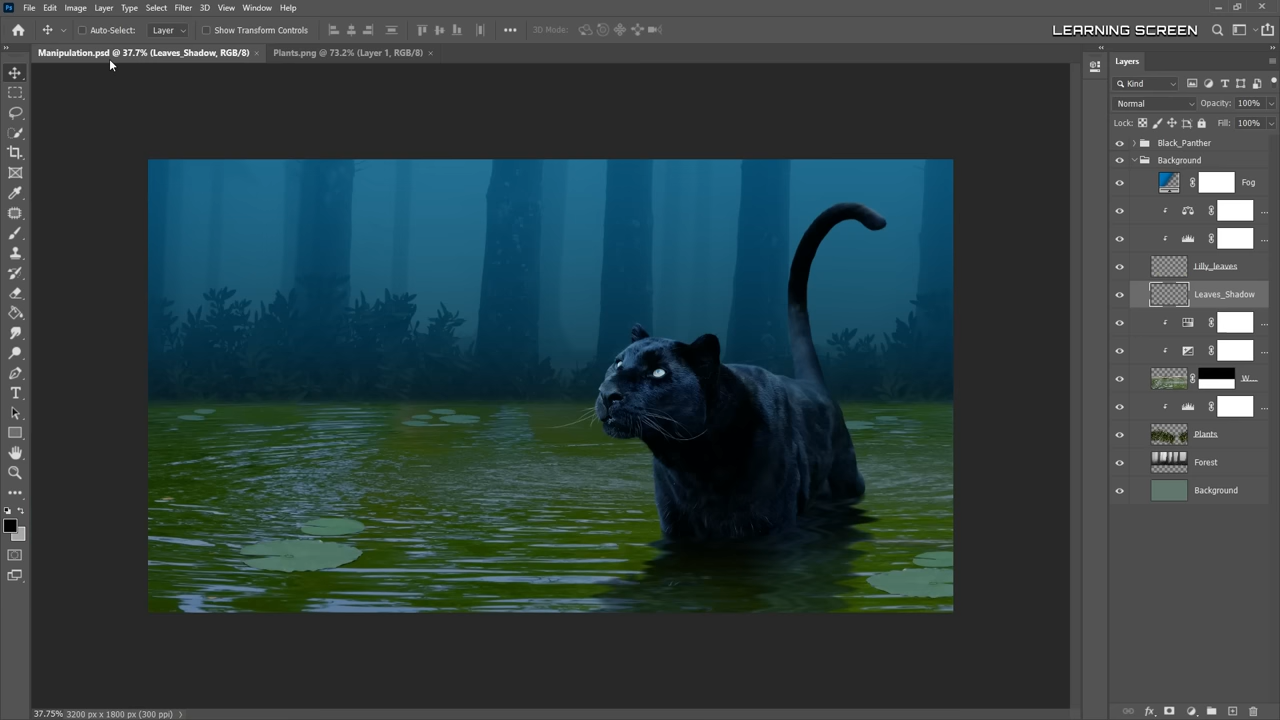 Ps File Edit Image Layer Type Select Filter 3D View Window Help
Auto-Select: Layer Show Transform Controls 3D Mode: LEARNING SCREEN
Manipulation.psd @ 37.7% (Leaves_Shadow, RGB/8) × Plants.png @ 73.2% (Layer 1, RGB/8) ×
Layers
Kind
Normal Opacity: 100%
Lock: Fill: 100%
Black_Panther
Background
Fog
...
...
Lilly_leaves
Leaves_Shadow
...
...
W...
...
Plants
Forest
Background
37.75% 3200 px x 1800 px (300 ppi)